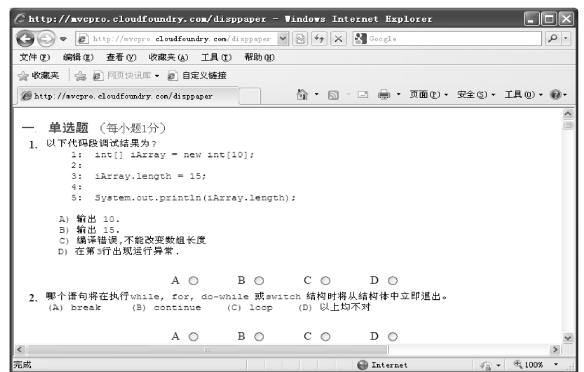 http://mvcpro.cloudfoundry.com/disppaper - Windows Internet Explorer
http://mvcpro.cloudfoundry.com/disppaper Google
文件(F) 编辑(E) 查看(V) 收藏夹(A) 工具(T) 帮助(H)
收藏夹 网页快讯库 自定义链接
http://mvcpro.cloudfoundry.com/disppaper 页面(P) 安全(S) 工具(O)
一. 单选题 (每小题1分)
1. 以下代码段调试结果为?
1: int[] iArray = new int[10];
2:
3: iArray.length = 15;
4:
5: System.out.println(iArray.length);
A) 输出 10.
B) 输出 15.
C) 编译错误,不能改变数组长度
D) 在第3行出现运行异常.
A B C D
2. 哪个语句将在执行while, for, do-while 或switch 结构时将从结构体中立即退出。
(A) break (B) continue (C) loop (D) 以上均不对
A B C D
完成 Internet 100%